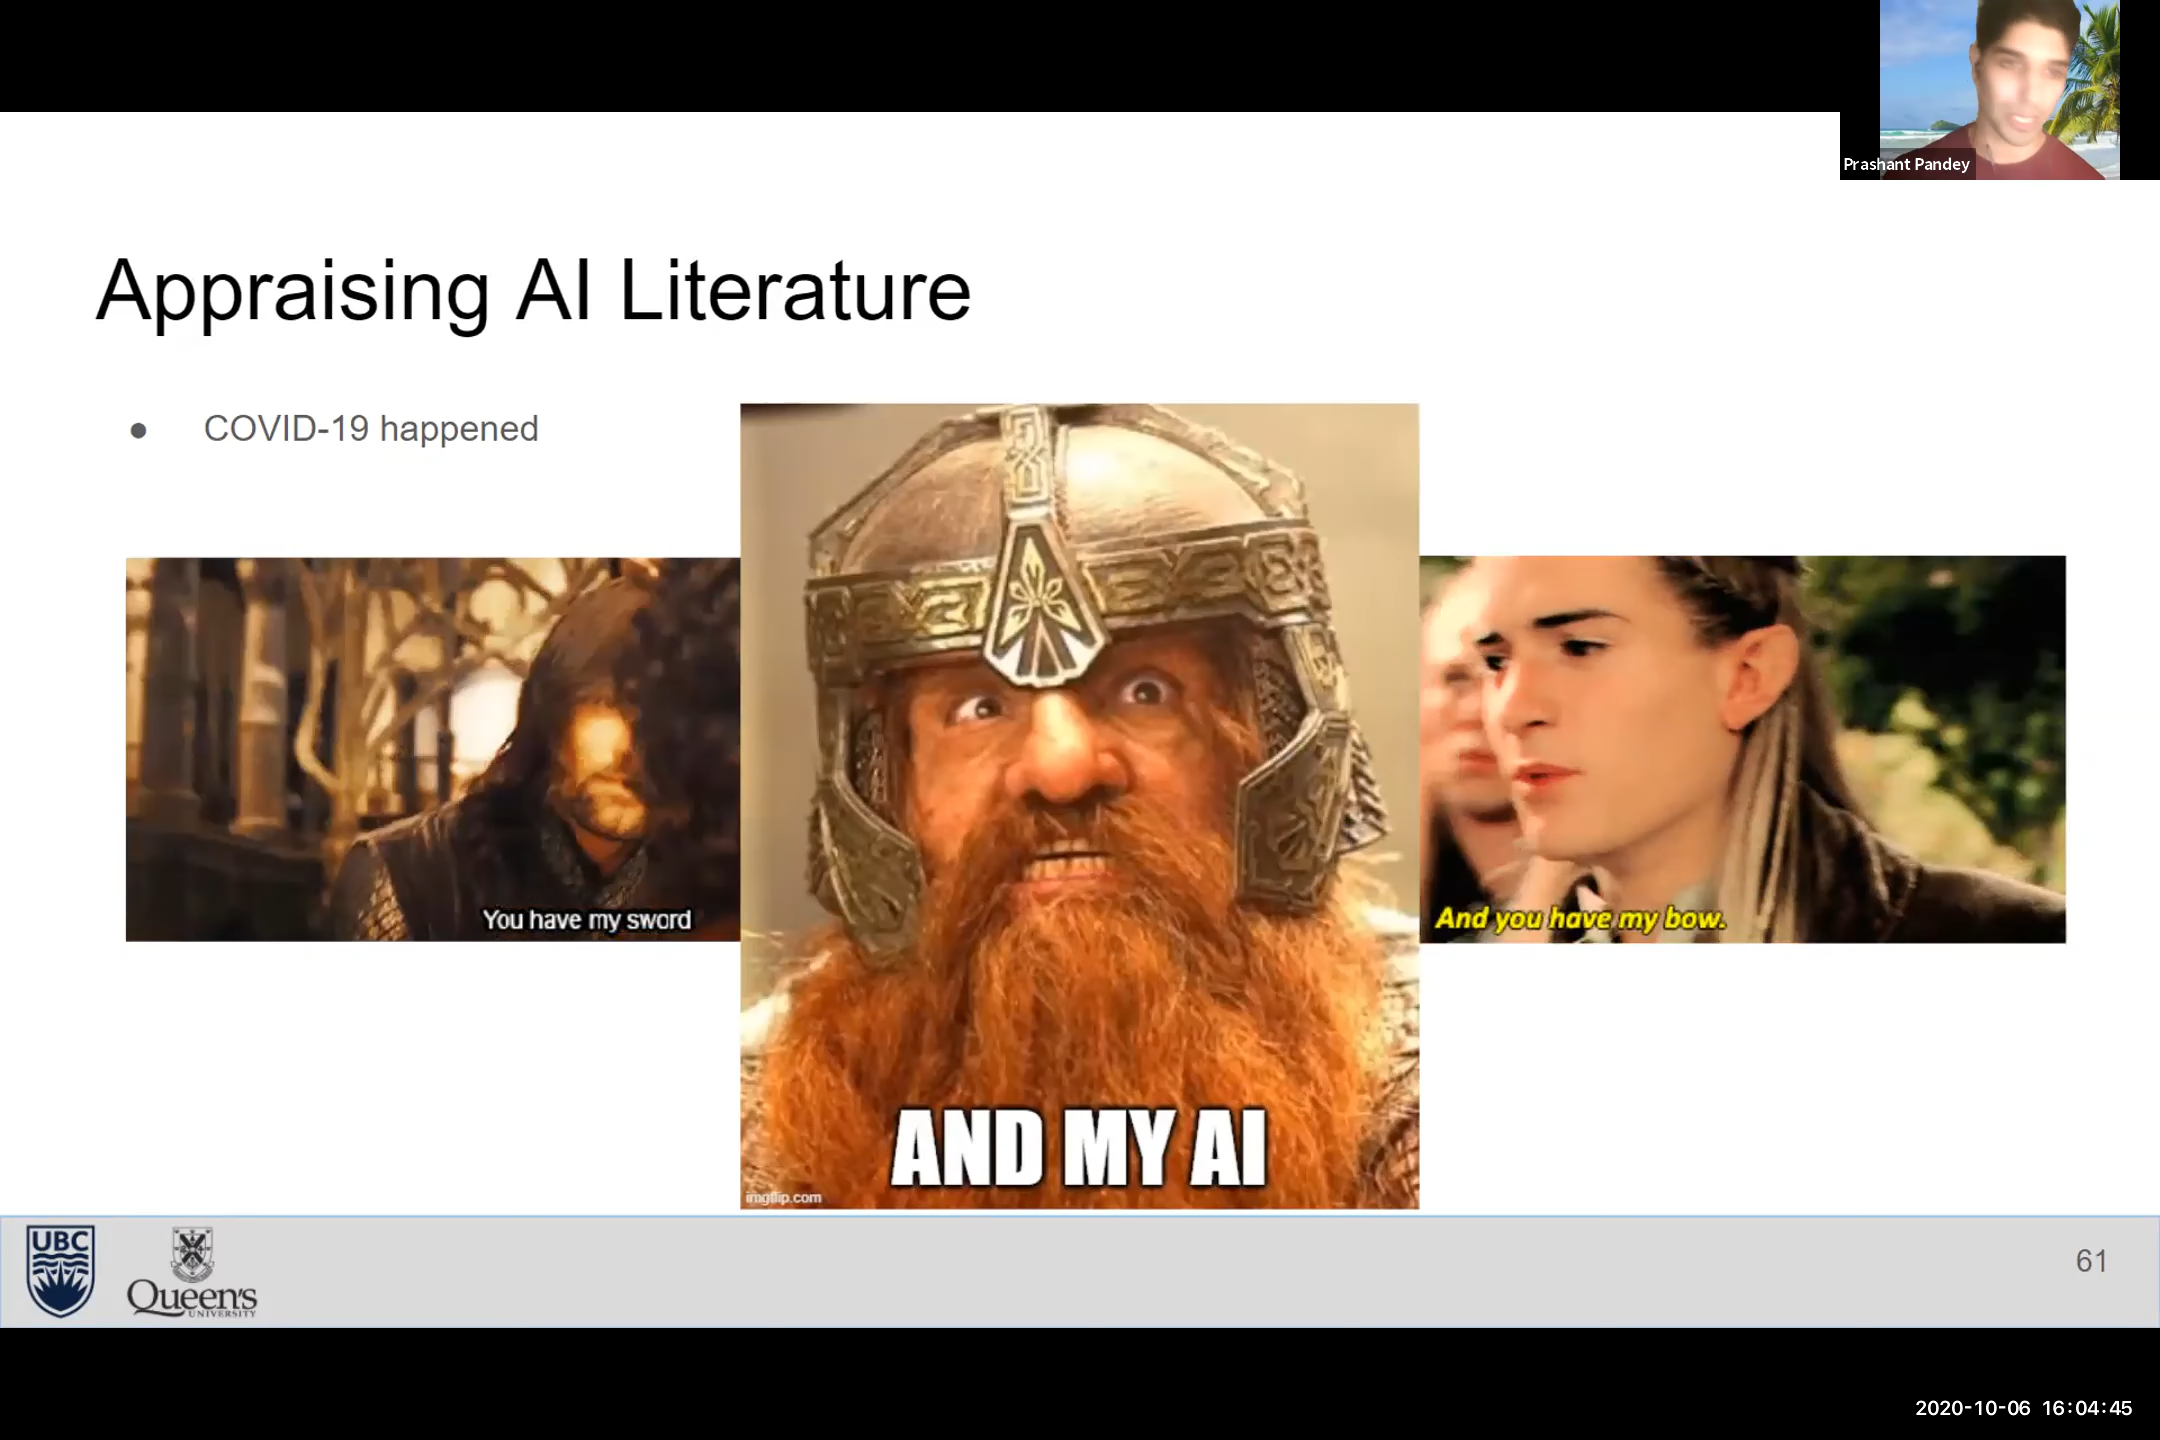 Prashant Pandey
Appraising AI Literature
● COVID-19 happened
You have my sword
And you have my bow.
AND MY AI
imgflip.com
UBC
Queen's
UNIVERSITY
61
2020-10-06 16:04:45